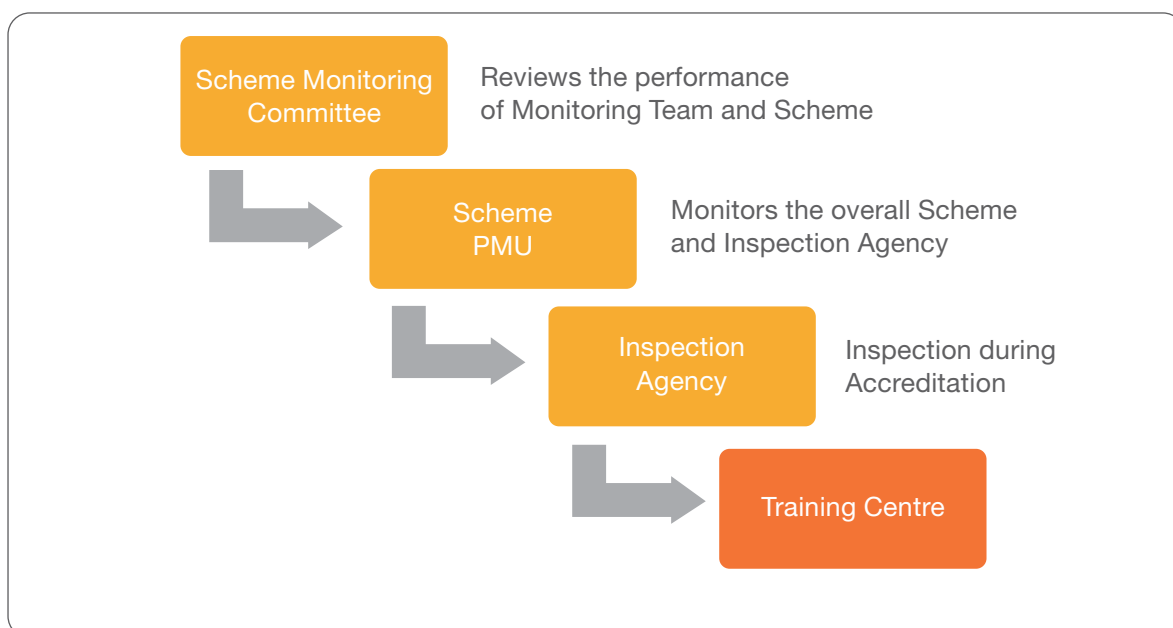 Scheme Monitoring
Committee
Reviews the performance
of Monitoring Team and Scheme
Scheme
PMU
Monitors the overall Scheme
and Inspection Agency
Inspection
Agency
Inspection during
Accreditation
Training Centre